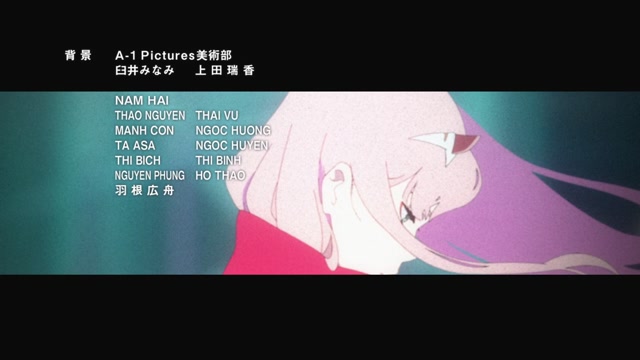 背景 A-1 Pictures美術部
臼井みなみ 上田瑞香
NAM HAI
THAO NGUYEN THAI VU
MANH CON NGOC HUONG
TA ASA NGOC HUYEN
THI BICH THI BINH
NGUYEN PHUNG HO THAO
羽根広舟